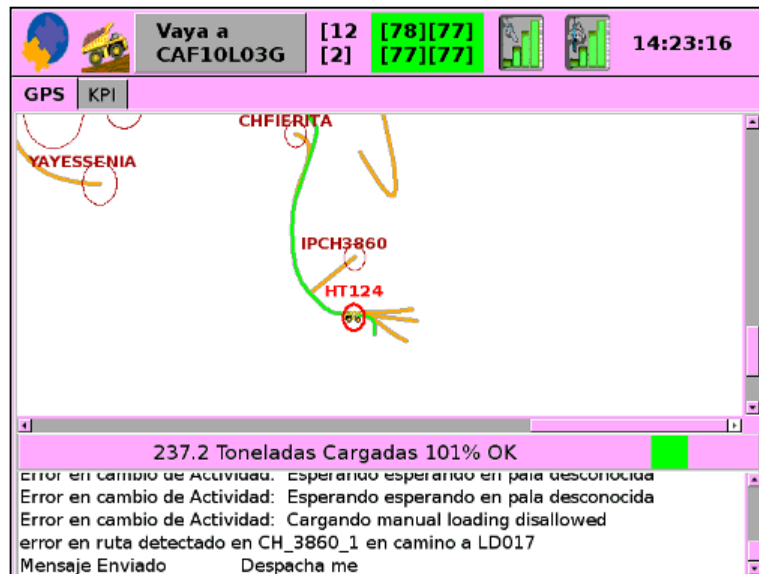 Vaya a
CAF10L03G
[12
[2]
[78][77]
[77][77]
14:23:16
GPS
KPI
CHFIERITA
YAYESSENIA
IPCH3860
HT124
237.2 Toneladas Cargadas 101% OK
Error en cambio de Actividad: Esperando esperando en pala desconocida
Error en cambio de Actividad: Esperando esperando en pala desconocida
Error en cambio de Actividad: Cargando manual loading disallowed
error en ruta detectado en CH_3860_1 en camino a LD017
Mensaje Enviado Despacha me